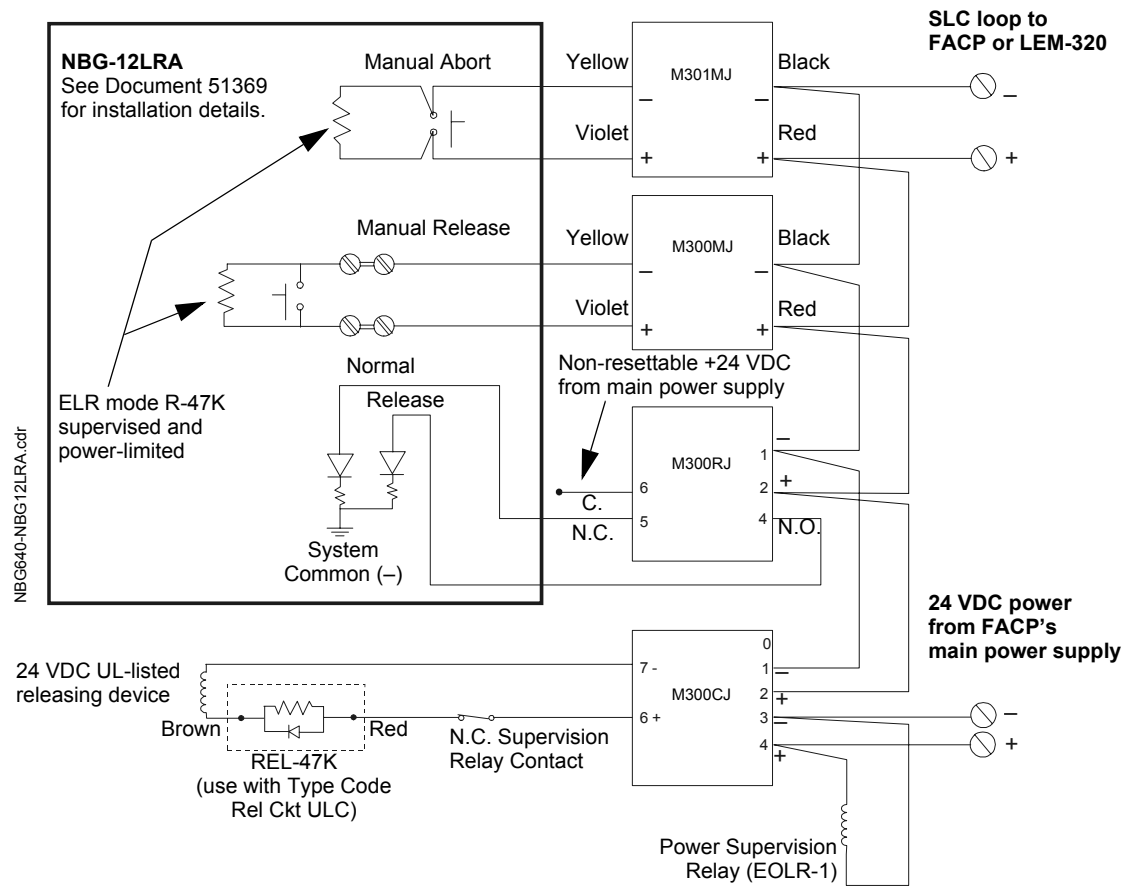 SLC loop to
FACP or LEM-320
NBG-12LRA
See Document 51369
for installation details.
Manual Abort
Yellow
M301MJ
Black
–
–
–
Violet
Red
+
+
+
Manual Release
Yellow
M300MJ
Black
–
–
Violet
Red
+
+
Non-resettable +24 VDC
from main power supply
Normal
Release
ELR mode R-47K
supervised and
power-limited
M300RJ
–
1
+
6
2
C.
5
4
N.C.
N.O.
System
Common (–)
NBG640-NBG12LRA.cdr
24 VDC power
from FACP's
main power supply
24 VDC UL-listed
releasing device
M300CJ
0
7 -
1
–
2
+
6 +
3
–
–
4
+
+
Brown
Red
N.C. Supervision
Relay Contact
REL-47K
(use with Type Code
Rel Ckt ULC)
Power Supervision
Relay (EOLR-1)